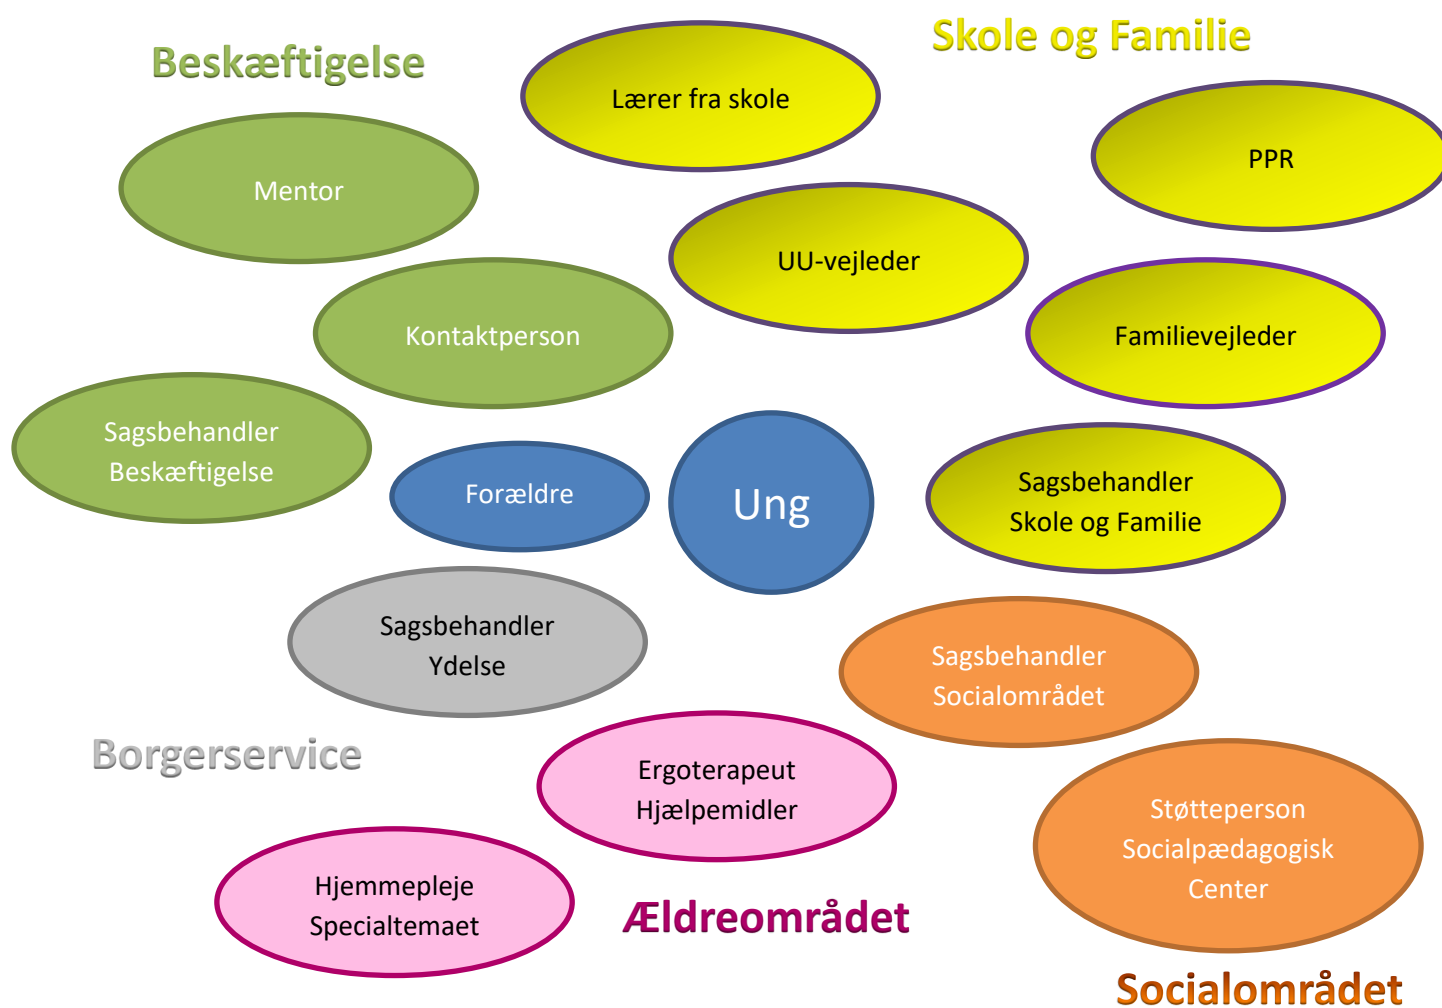 Skole og Familie
Beskæftigelse
Lærer fra skole
PPR
Mentor
UU-vejleder
Kontaktperson
Familievejleder
Sagsbehandler
Beskæftigelse
Forældre
Ung
Sagsbehandler
Skole og Familie
Sagsbehandler
Ydelse
Sagsbehandler
Socialområdet
Borgerservice
Ergoterapeut
Hjælpemidler
Støtteperson
Socialpædagogisk
Center
Hjemmepleje
Specialtemaet
Ældreområdet
Socialområdet